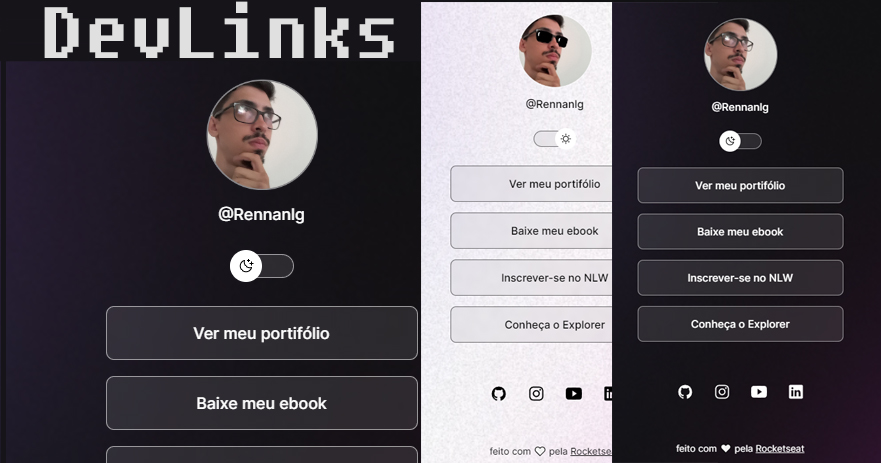 DevLinks
@Rennanlg
Ver meu portifólio
Baixe meu ebook
@Rennanlg
Ver meu portifólio
Baixe meu ebook
Inscrever-se no NLW
Conheça o Explorer
feito com pela Rocketsea
@Rennanlg
Ver meu portifólio
Baixe meu ebook
Inscrever-se no NLW
Conheça o Explorer
feito com pela Rocketseat